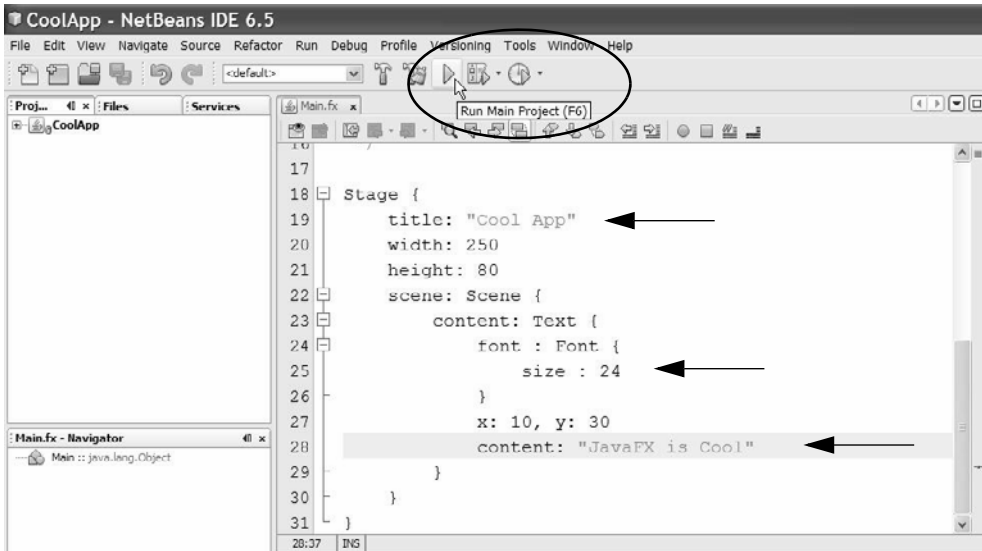 CoolApp - NetBeans IDE 6.5
File Edit View Navigate Source Refactor Run Debug Profile Versioning Tools Window Help
<default>
Proj... Files Services
Main.fx
Run Main Project (F6)
CoolApp
16 */
17
18 Stage {
19 title: "Cool App"
20 width: 250
21 height: 80
22 scene: Scene {
23 content: Text {
24 font : Font {
25 size : 24
26 }
27 x: 10, y: 30
28 content: "JavaFX is Cool"
29 }
30 }
31 }
Main.fx - Navigator
Main :: java.lang.Object
28:37 INS